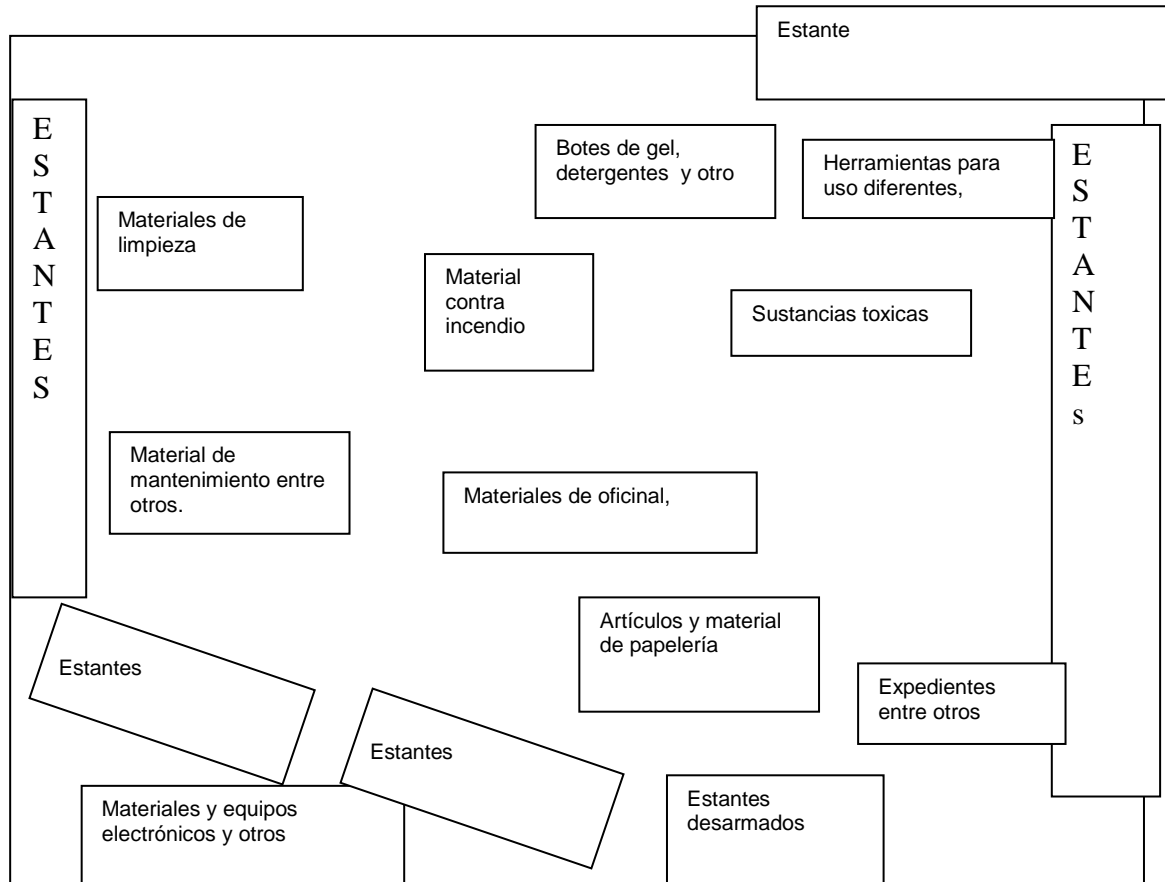 Estante
E
S
T
A
N
T
E
S
Botes de gel,
detergentes y otro
Herramientas para
uso diferentes,
E
S
T
A
N
T
E
s
Materiales de
limpieza
Material
contra
incendio
Sustancias toxicas
Material de
mantenimiento entre
otros.
Materiales de oficinal,
Artículos y material
de papelería
Estantes
Expedientes
entre otros
Estantes
Materiales y equipos
electrónicos y otros
Estantes
desarmados